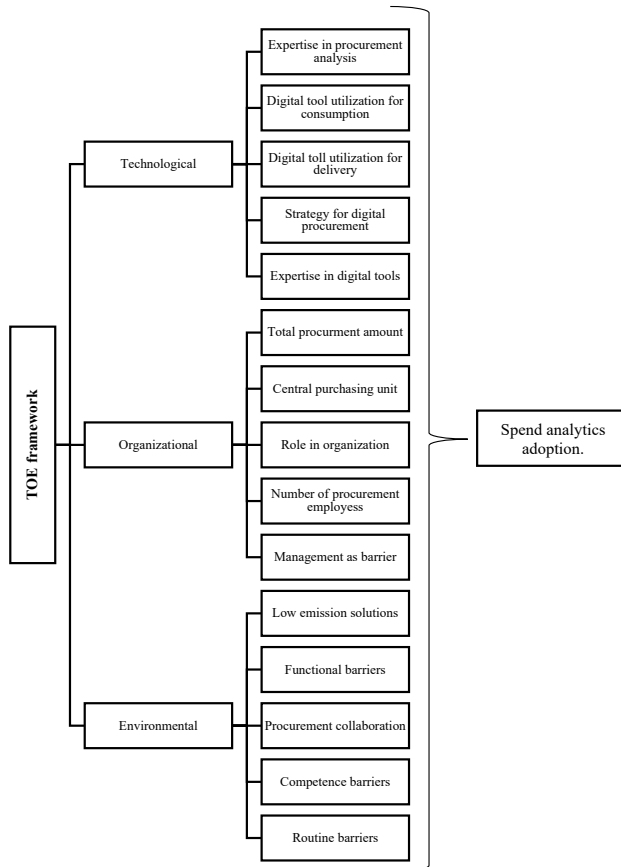 Expertise in procurement
analysis
Digital tool utilization for
consumption
Technological
Digital toll utilization for
delivery
Strategy for digital
procurement
Expertise in digital tools
TOE framework
Total procurment amount
Central purchasing unit
Organizational
Role in organization
Number of procurement
employess
Management as barrier
Low emission solutions
Functional barriers
Environmental
Procurement collaboration
Competence barriers
Routine barriers
Spend analytics
adoption.